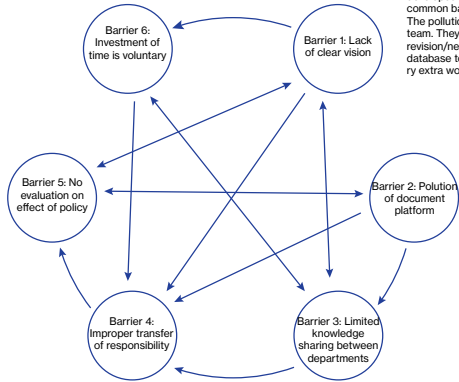 common ba
The pollutio
team. They
revision/ne
database to
ry extra wo
Barrier 6:
Investment of
time is voluntary
Barrier 1: Lack
of clear vision
Barrier 5: No
evaluation on
effect of policy
Barrier 2: Polution
of document
platform
Barrier 4:
Improper transfer
of responsibility
Barrier 3: Limited
knowledge
sharing between
departments